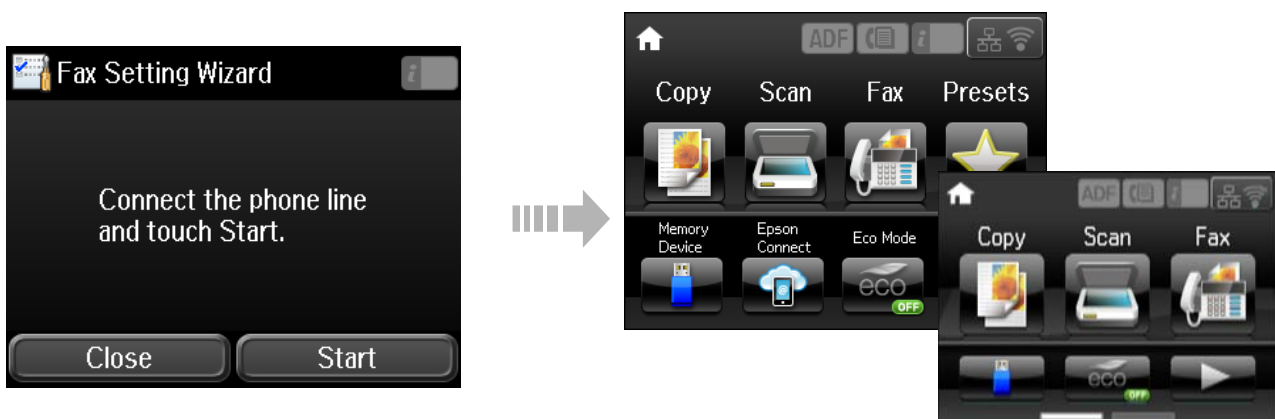 Fax Setting Wizard
i
Connect the phone line
and touch Start.
Close
Start
ADF
i
Copy
Scan
Fax
Presets
Memory
Device
Epson
Connect
Eco Mode
eco
OFF
ADF
i
Copy
Scan
Fax
eco
OFF